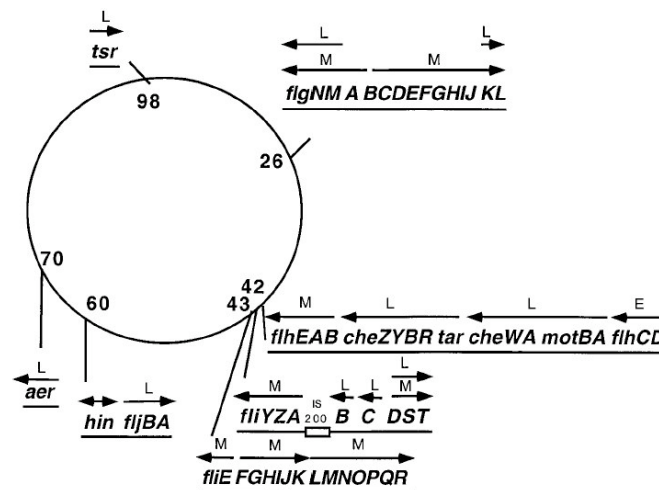 L
tsr
98
L L
M M
flgNM A BCDEFGHIJ KL
26
70
60
42
43
M L L E
flhEAB cheZYBR tar cheWA motBA flhCD
L
aer
L
hin fljBA
L
M IS L L M
fliYZA 200 B C DST
M M M
fliE FGHIJK LMNOPQR